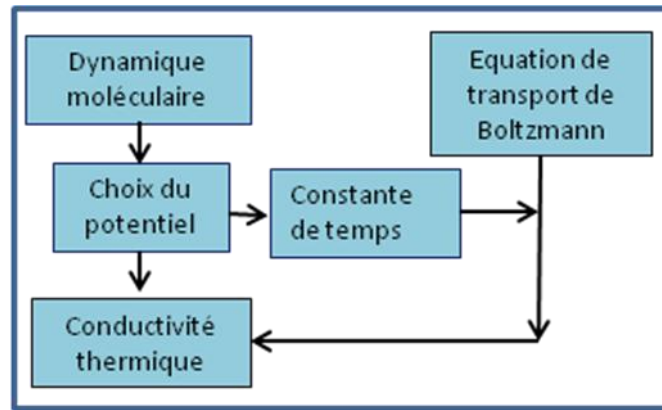 Dynamique
moléculaire
Equation de
transport de
Boltzmann
Choix du
potentiel
Constante
de temps
Conductivité
thermique